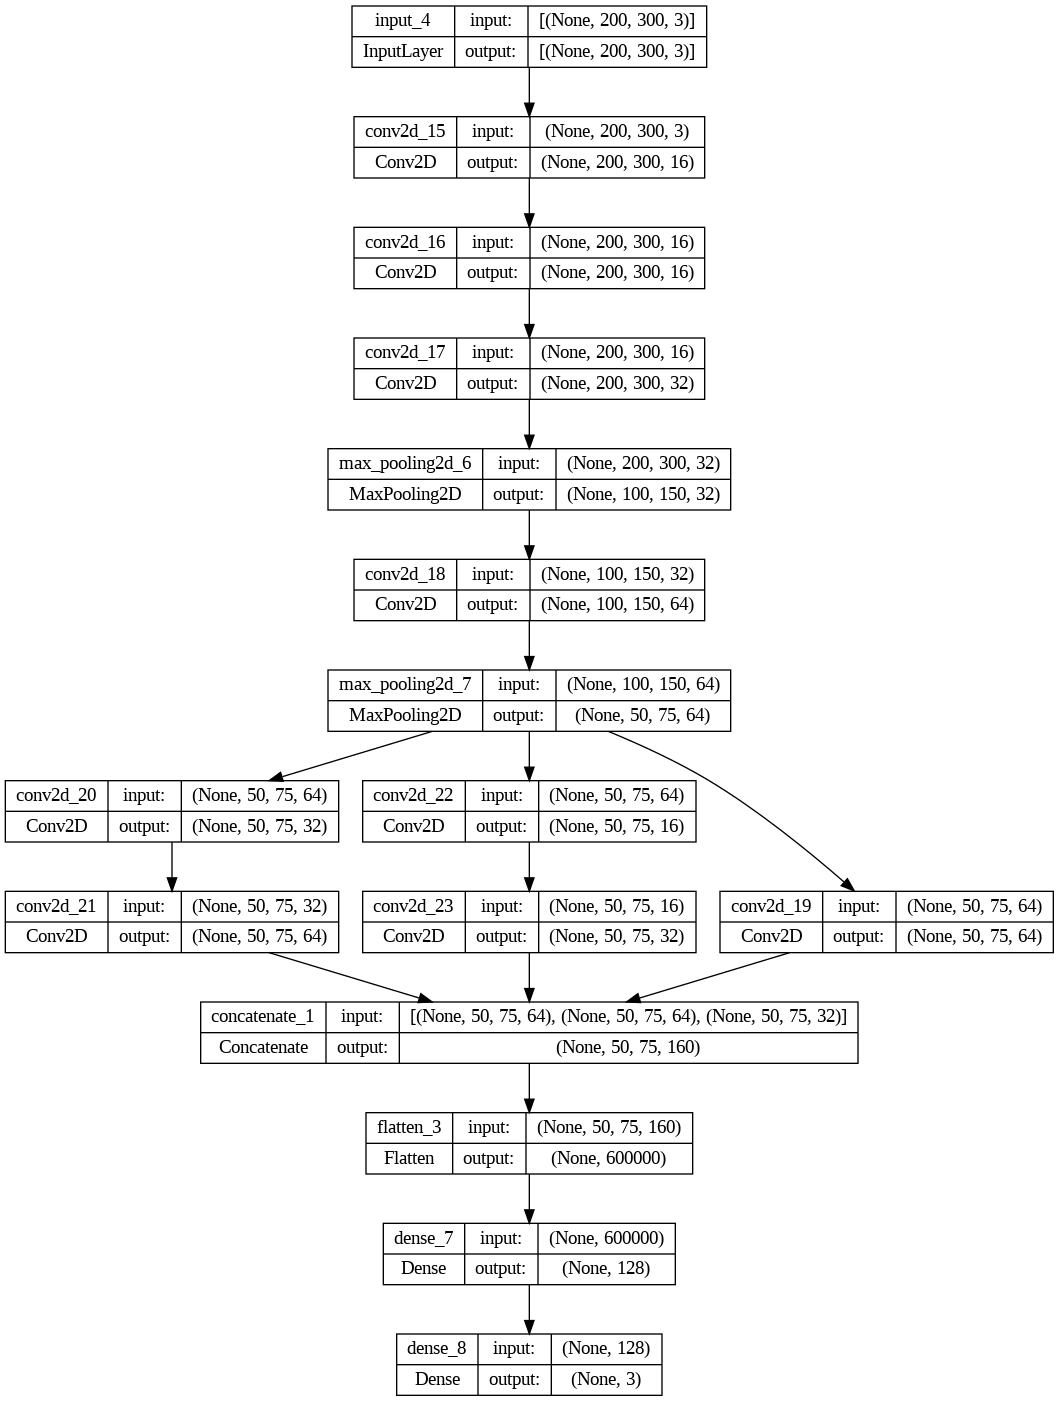 input_4 input: [(None, 200, 300, 3)]
InputLayer output: [(None, 200, 300, 3)]
conv2d_15 input: (None, 200, 300, 3)
Conv2D output: (None, 200, 300, 16)
conv2d_16 input: (None, 200, 300, 16)
Conv2D output: (None, 200, 300, 16)
conv2d_17 input: (None, 200, 300, 16)
Conv2D output: (None, 200, 300, 32)
max_pooling2d_6 input: (None, 200, 300, 32)
MaxPooling2D output: (None, 100, 150, 32)
conv2d_18 input: (None, 100, 150, 32)
Conv2D output: (None, 100, 150, 64)
max_pooling2d_7 input: (None, 100, 150, 64)
MaxPooling2D output: (None, 50, 75, 64)
conv2d_20 input: (None, 50, 75, 64)
Conv2D output: (None, 50, 75, 32)
conv2d_22 input: (None, 50, 75, 64)
Conv2D output: (None, 50, 75, 16)
conv2d_21 input: (None, 50, 75, 32)
Conv2D output: (None, 50, 75, 64)
conv2d_23 input: (None, 50, 75, 16)
Conv2D output: (None, 50, 75, 32)
conv2d_19 input: (None, 50, 75, 64)
Conv2D output: (None, 50, 75, 64)
concatenate_1 input: [(None, 50, 75, 64), (None, 50, 75, 64), (None, 50, 75, 32)]
Concatenate output: (None, 50, 75, 160)
flatten_3 input: (None, 50, 75, 160)
Flatten output: (None, 600000)
dense_7 input: (None, 600000)
Dense output: (None, 128)
dense_8 input: (None, 128)
Dense output: (None, 3)